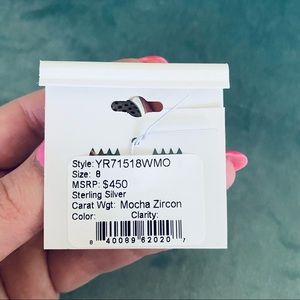 Style: YR71518WMO
Size: 8
MSRP: $450
Sterling Silver
Carat Wgt: Mocha Zircon
Color: Clarity:
8 40089 62020 7